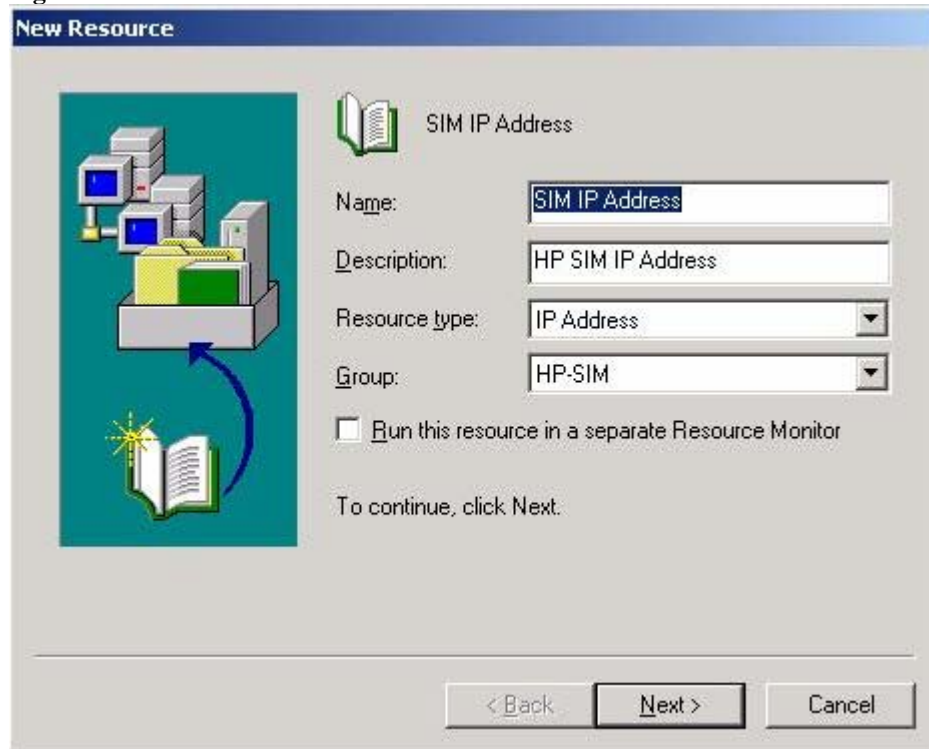 New Resource
SIM IP Address
Name: SIM IP Address
Description: HP SIM IP Address
Resource type: IP Address
Group: HP-SIM
Run this resource in a separate Resource Monitor
To continue, click Next.
< Back Next > Cancel